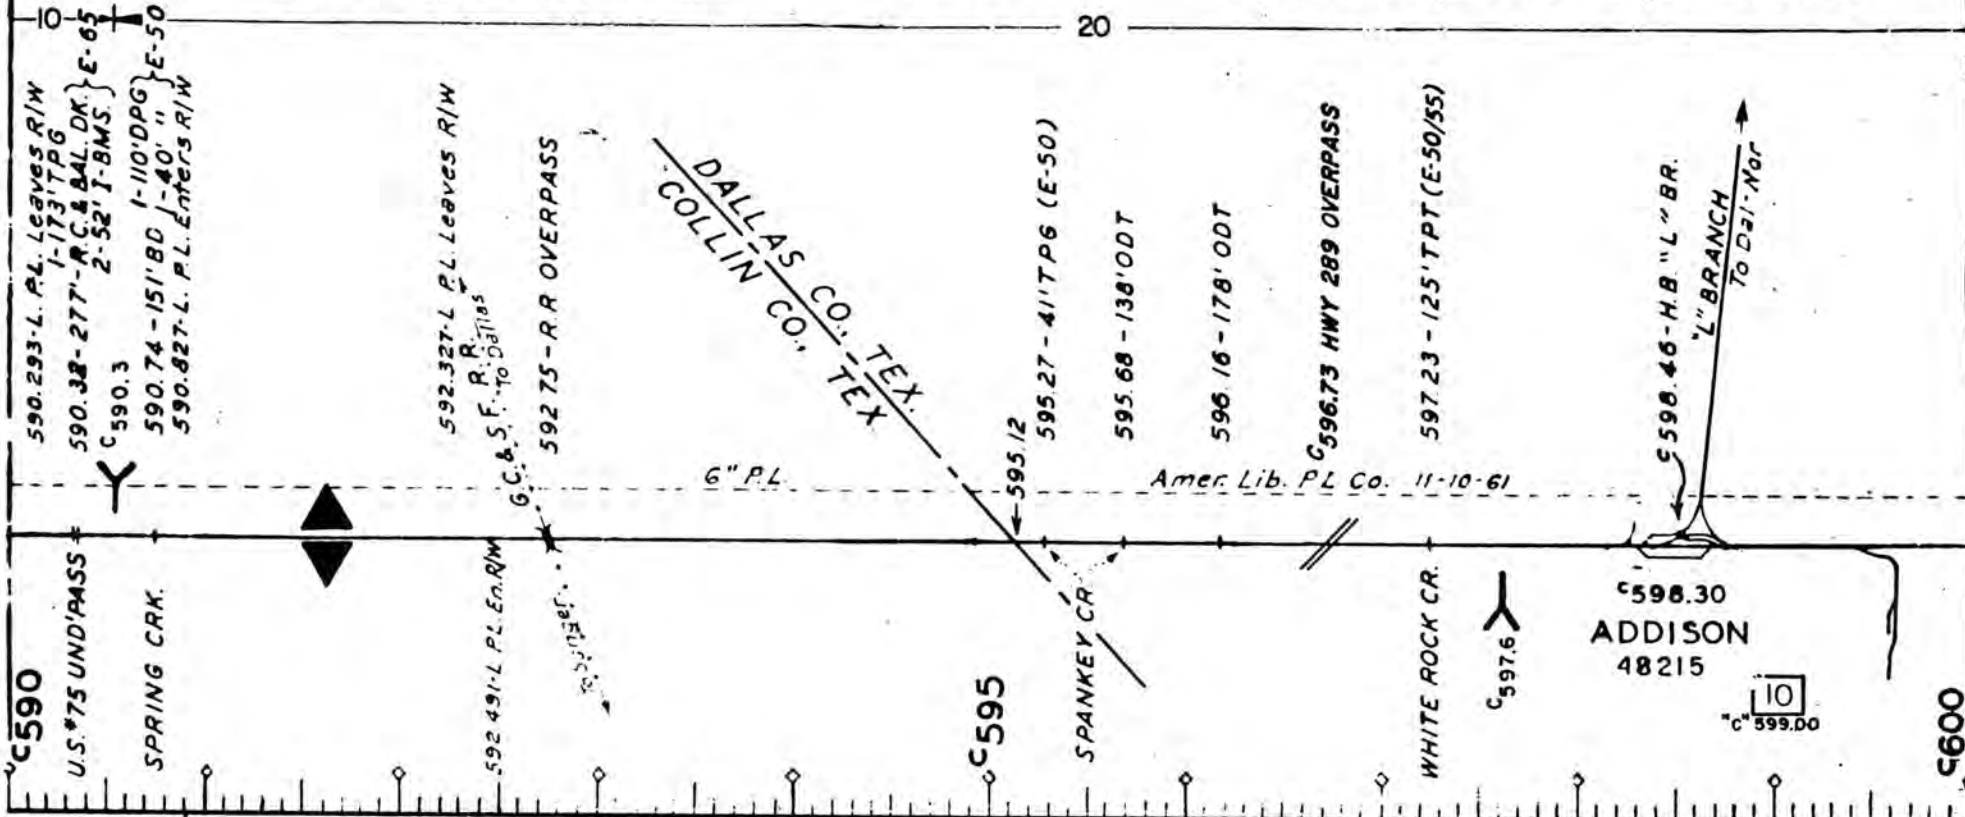 10
20
590.293-L. P.L. Leaves R/W
1-173' TPG
590.38-277'-R.C.& BAL. DK. } E-65
2-52' I-BMS.
C590.3
1-110' DPG } E-50
590.74-151' BD 1-40' "
590.827-L. P.L. Enters R/W
592.327-L P.L. Leaves R/W
G.C. & S.F. R.R.
To Dallas
592.75-R.R OVERPASS
DALLAS CO., TEX.
COLLIN CO., TEX
595.12
595.27-41' TPG (E-50)
595.68-138' ODT
596.16-178' ODT
C596.73 HWY 289 OVERPASS
597.23-125' TPT (E-50/55)
C598.46-H.B. "L" BR.
"L" BRANCH
To Dal-Nor
6" P.L.
Amer. Lib. PL Co. 11-10-61
C590
U.S. #75 UND'PASS
SPRING CRK.
592.491-L P.L. En. R/W
C595
SPANKEY CR.
WHITE ROCK CR.
C597.6
C598.30
ADDISON
48215
10
"C" 599.00
C600